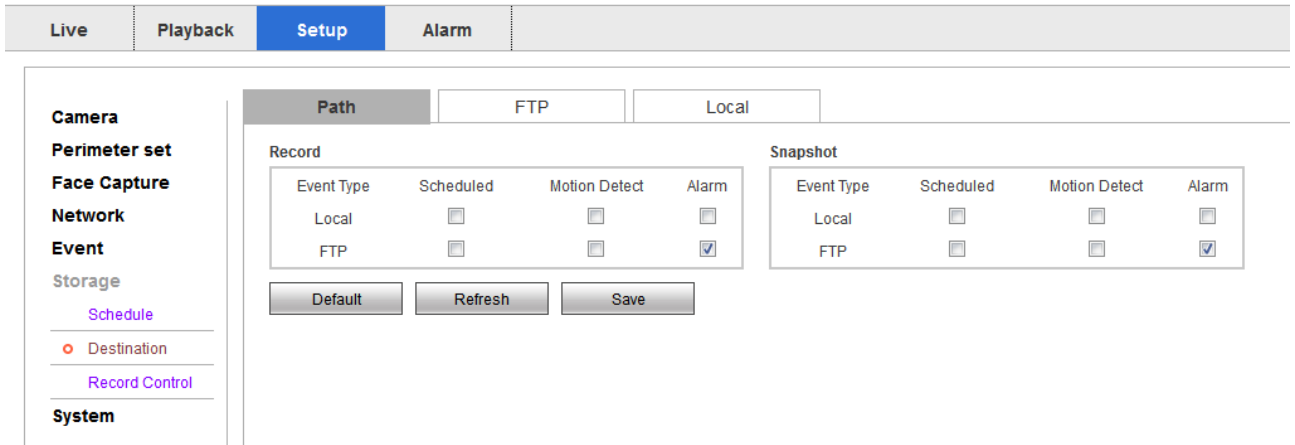 Live Playback Setup Alarm
Path FTP Local
Camera
Perimeter set
Face Capture
Network
Event
Storage
Schedule
Destination
Record Control
System
Record
Event Type Scheduled Motion Detect Alarm
Local
FTP
Snapshot
Event Type Scheduled Motion Detect Alarm
Local
FTP
Default Refresh Save